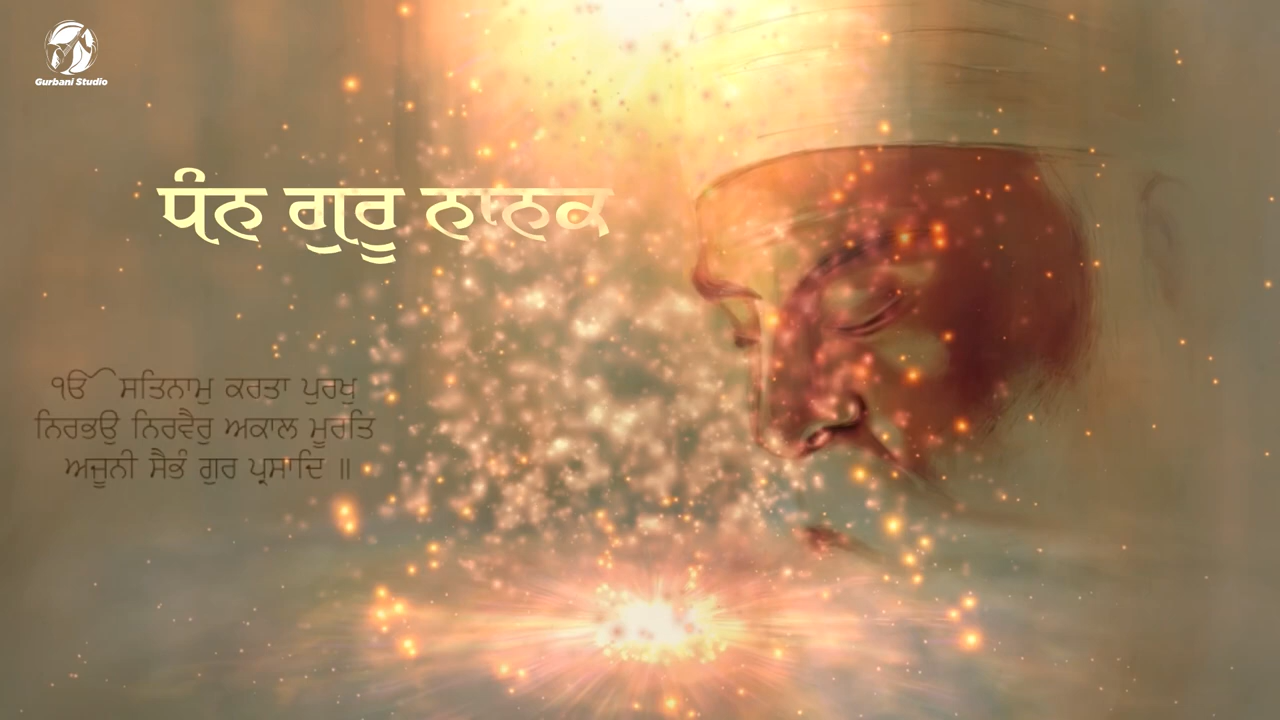 Gurbani Studio
ਧੰਨ ਗੁਰੂ ਨਾਨਕ
ੴ ਸਤਿਨਾਮੁ ਕਰਤਾ ਪੁਰਖੁ
ਨਿਰਭਉ ਨਿਰਵੈਰੁ ਅਕਾਲ ਮੂਰਤਿ
ਅਜੂਨੀ ਸੈਭੰ ਗੁਰ ਪ੍ਰਸਾਦਿ ॥